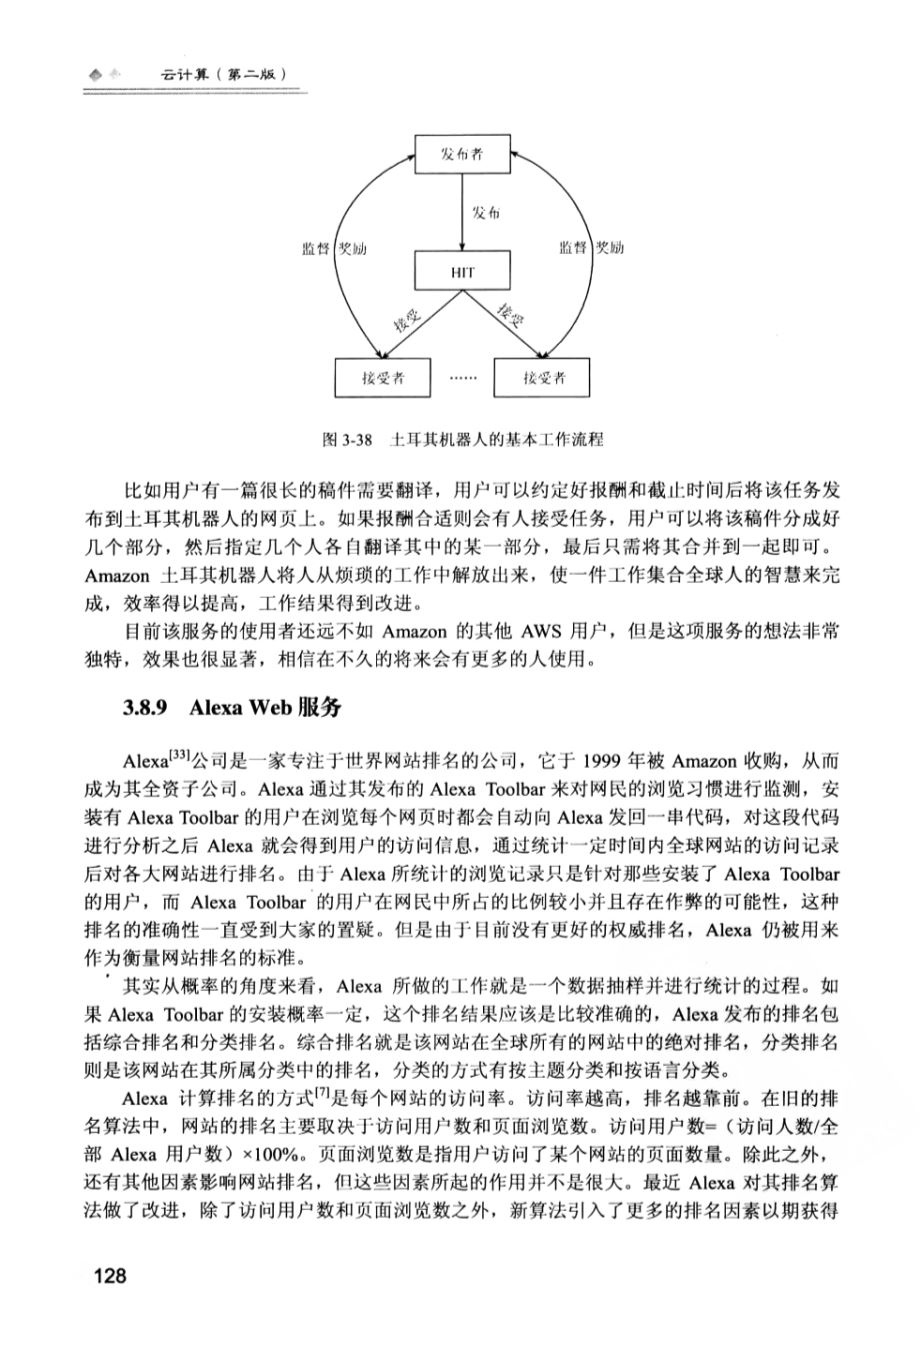 云计算（第二版）
发布者
发布
监督 奖励
监督 奖励
HIT
接受
接受
接受者
……
接受者
图 3-38 土耳其机器人的基本工作流程
比如用户有一篇很长的稿件需要翻译，用户可以约定好报酬和截止时间后将该任务发
布到土耳其机器人的网页上。如果报酬合适则会有人接受任务，用户可以将该稿件分成好
几个部分，然后指定几个人各自翻译其中的某一部分，最后只需将其合并到一起即可。
Amazon 土耳其机器人将人从烦琐的工作中解放出来，使一件工作集合全球人的智慧来完
成，效率得以提高，工作结果得到改进。
目前该服务的使用者还远不如 Amazon 的其他 AWS 用户，但是这项服务的想法非常
独特，效果也很显著，相信在不久的将来会有更多的人使用。
3.8.9 Alexa Web 服务
Alexa[33]公司是一家专注于世界网站排名的公司，它于 1999 年被 Amazon 收购，从而
成为其全资子公司。Alexa 通过其发布的 Alexa Toolbar 来对网民的浏览习惯进行监测，安
装有 Alexa Toolbar 的用户在浏览每个网页时都会自动向 Alexa 发回一串代码，对这段代码
进行分析之后 Alexa 就会得到用户的访问信息，通过统计一定时间内全球网站的访问记录
后对各大网站进行排名。由于 Alexa 所统计的浏览记录只是针对那些安装了 Alexa Toolbar
的用户，而 Alexa Toolbar 的用户在网民中所占的比例较小并且存在作弊的可能性，这种
排名的准确性一直受到大家的置疑。但是由于目前没有更好的权威排名，Alexa 仍被用来
作为衡量网站排名的标准。
其实从概率的角度来看，Alexa 所做的工作就是一个数据抽样并进行统计的过程。如
果 Alexa Toolbar 的安装概率一定，这个排名结果应该是比较准确的，Alexa 发布的排名包
括综合排名和分类排名。综合排名就是该网站在全球所有的网站中的绝对排名，分类排名
则是该网站在其所属分类中的排名，分类的方式有按主题分类和按语言分类。
Alexa 计算排名的方式[7]是每个网站的访问率。访问率越高，排名越靠前。在旧的排
名算法中，网站的排名主要取决于访问用户数和页面浏览数。访问用户数=（访问人数/全
部 Alexa 用户数）×100%。页面浏览数是指用户访问了某个网站的页面数量。除此之外，
还有其他因素影响网站排名，但这些因素所起的作用并不是很大。最近 Alexa 对其排名算
法做了改进，除了访问用户数和页面浏览数之外，新算法引入了更多的排名因素以期获得
128